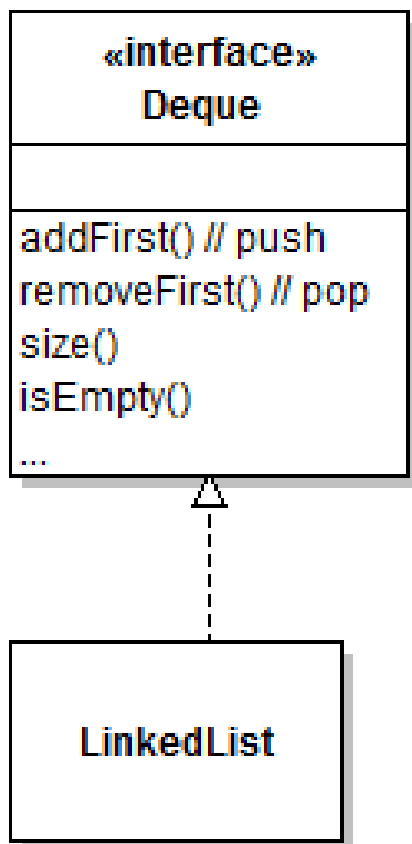 «interface»
Deque
addFirst() // push
removeFirst() // pop
size()
isEmpty()
...
LinkedList